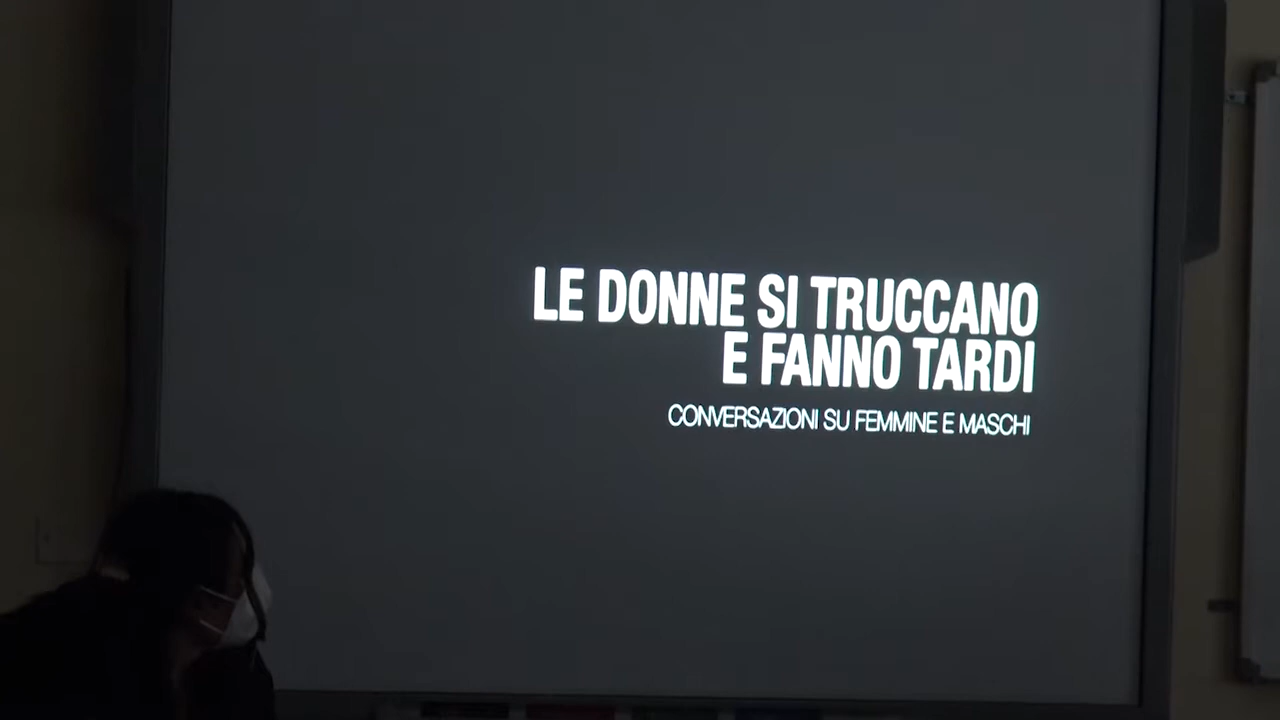 LE DONNE SI TRUCCANO
E FANNO TARDI
CONVERSAZIONI SU FEMMINE E MASCHI